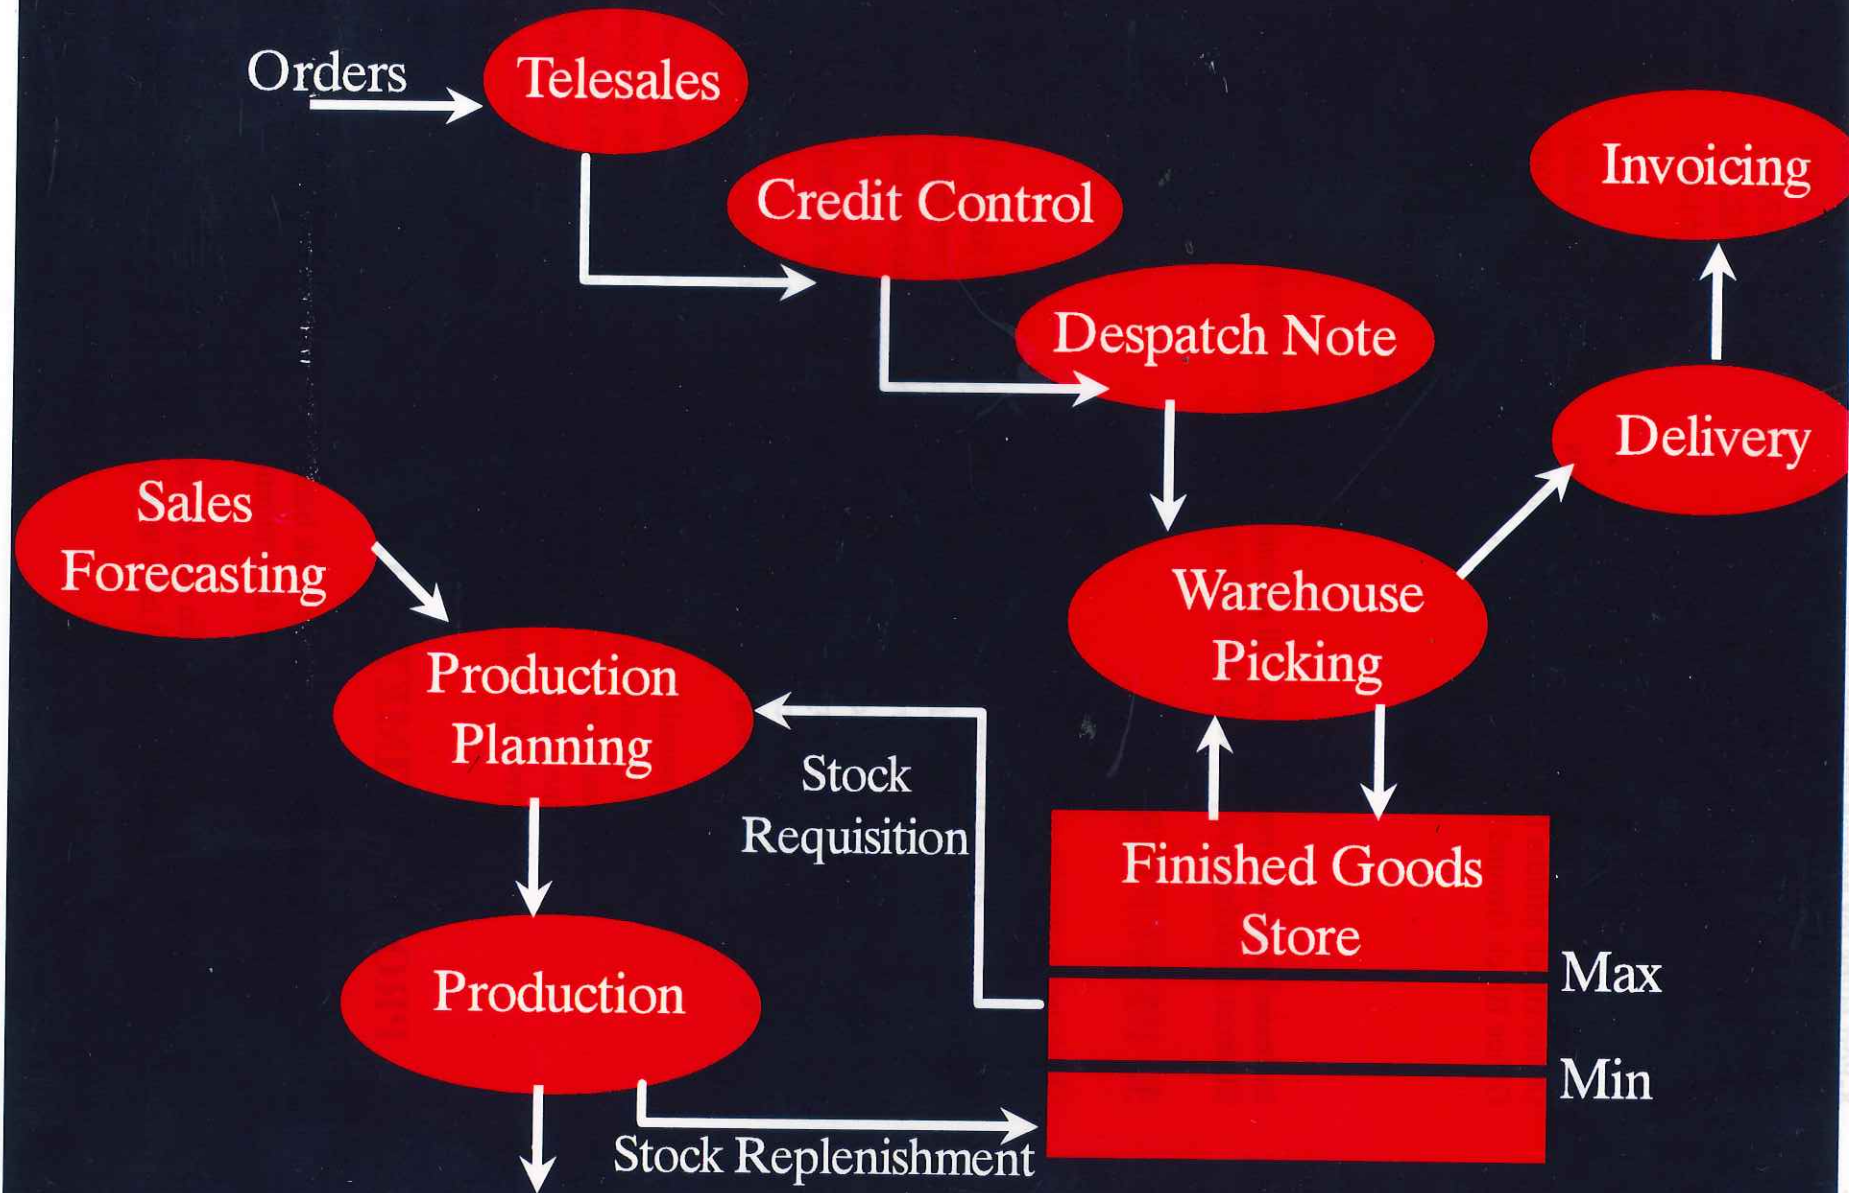 Orders
Telesales
Credit Control
Invoicing
Despatch Note
Delivery
Sales
Forecasting
Warehouse
Picking
Production
Planning
Stock
Requisition
Finished Goods
Store
Max
Production
Min
Stock Replenishment